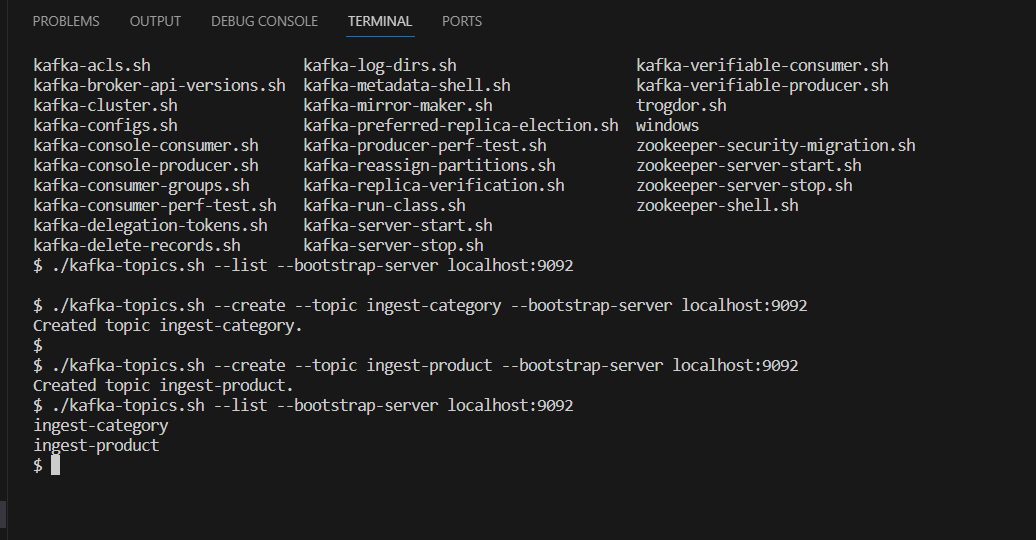 PROBLEMS OUTPUT DEBUG CONSOLE TERMINAL PORTS
kafka-acls.sh kafka-log-dirs.sh kafka-verifiable-consumer.sh
kafka-broker-api-versions.sh kafka-metadata-shell.sh kafka-verifiable-producer.sh
kafka-cluster.sh kafka-mirror-maker.sh trogdor.sh
kafka-configs.sh kafka-preferred-replica-election.sh windows
kafka-console-consumer.sh kafka-producer-perf-test.sh zookeeper-security-migration.sh
kafka-console-producer.sh kafka-reassign-partitions.sh zookeeper-server-start.sh
kafka-consumer-groups.sh kafka-replica-verification.sh zookeeper-server-stop.sh
kafka-consumer-perf-test.sh kafka-run-class.sh zookeeper-shell.sh
kafka-delegation-tokens.sh kafka-server-start.sh
kafka-delete-records.sh kafka-server-stop.sh
$ ./kafka-topics.sh --list --bootstrap-server localhost:9092
$ ./kafka-topics.sh --create --topic ingest-category --bootstrap-server localhost:9092
Created topic ingest-category.
$
$ ./kafka-topics.sh --create --topic ingest-product --bootstrap-server localhost:9092
Created topic ingest-product.
$ ./kafka-topics.sh --list --bootstrap-server localhost:9092
ingest-category
ingest-product
$